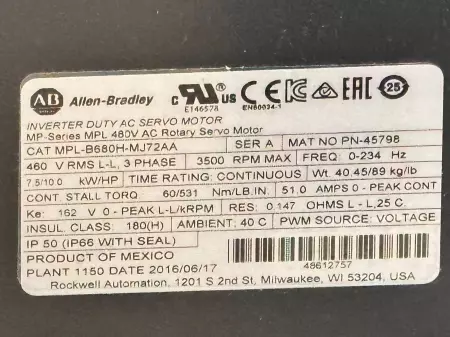 AB Allen-Bradley c UL us CE EAC 25
E146578 EN60034-1
INVERTER DUTY AC SERVO MOTOR
MP-Series MPL 480V AC Rotary Servo Motor
CAT MPL-B680H-MJ72AA SER A MAT NO PN-45798
460 V RMS L-L, 3 PHASE 3500 RPM MAX FREQ: 0-234 Hz
7.5/10.0 kW/HP TIME RATING: CONTINUOUS Wt. 40.45/89 kg/lb
CONT. STALL TORQ 60/531 Nm/LB.IN. 51.0 AMPS 0 -PEAK CONT
Ke: 162 V 0 - PEAK L-L/kRPM RES: 0.147 OHMS L- L,25 C
INSUL. CLASS: 180(H) AMBIENT: 40 C PWM SOURCE VOLTAGE
IP 50 (IP66 WITH SEAL)
PRODUCT OF MEXICO
PLANT 1150 DATE 2016/06/17 48612757
Rockwell Automation, 1201 S 2nd St, Milwaukee, WI 53204, USA